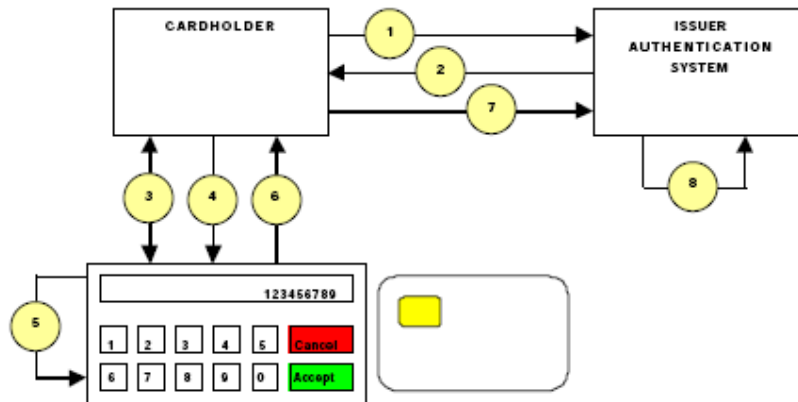 CARDHOLDER
1
ISSUER
AUTHENTICATION
SYSTEM
2
7
3
4
6
8
123456789
5
1 2 3 4 5 Cancel
6 7 8 9 0 Accept